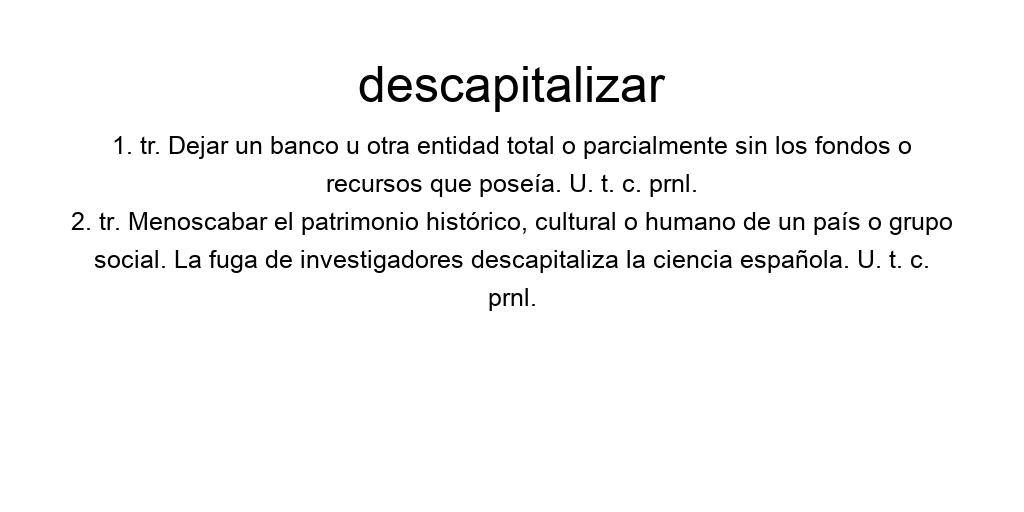 descapitalizar
1. tr. Dejar un banco u otra entidad total o parcialmente sin los fondos o
recursos que poseía. U. t. c. prnl.
2. tr. Menoscabar el patrimonio histórico, cultural o humano de un país o grupo
social. La fuga de investigadores descapitaliza la ciencia española. U. t. c.
prnl.